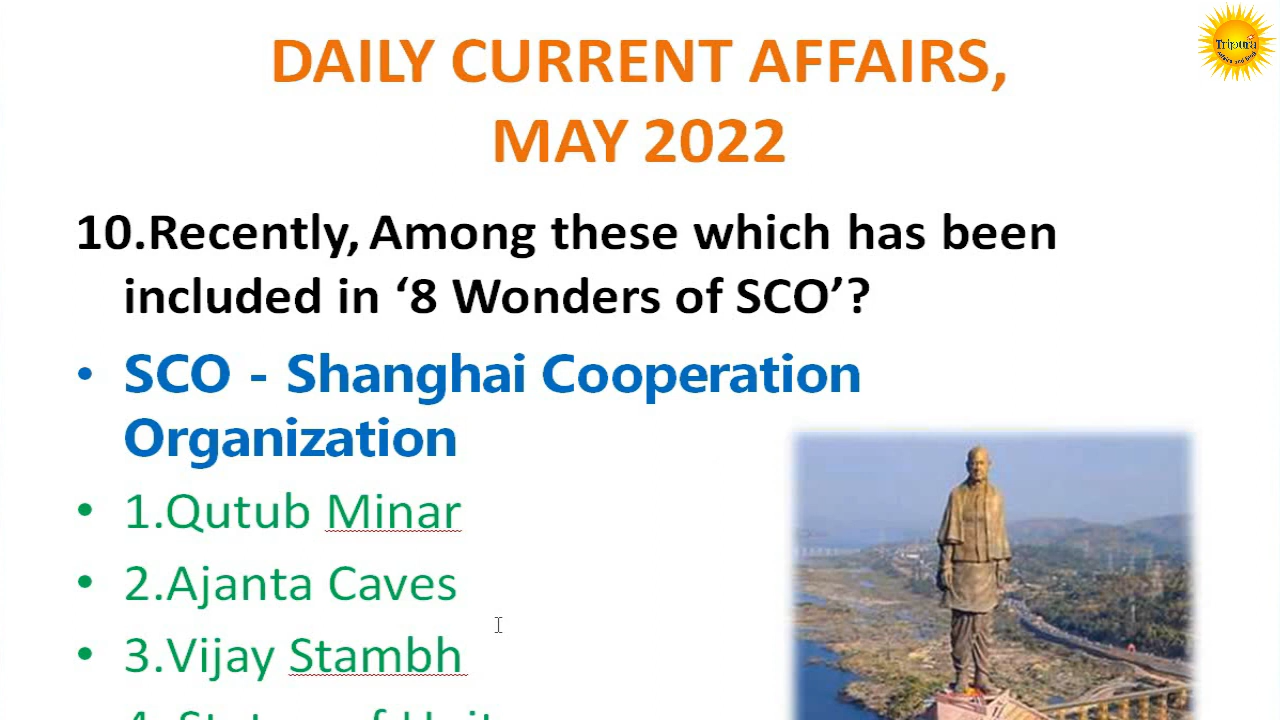 DAILY CURRENT AFFAIRS,
MAY 2022
Tripura
10.Recently, Among these which has been
included in ‘8 Wonders of SCO’?
• SCO - Shanghai Cooperation
Organization
• 1.Qutub Minar
• 2.Ajanta Caves
• 3.Vijay Stambh